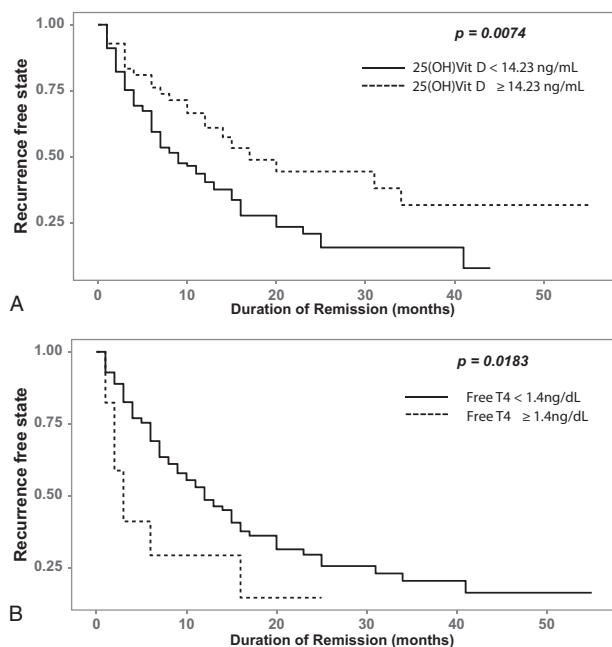 1.00
0.75
0.50
0.25
Recurrence free state
p = 0.0074
25(OH)Vit D < 14.23 ng/mL
25(OH)Vit D ≥ 14.23 ng/mL
0 10 20 30 40 50
Duration of Remission (months)
A
1.00
0.75
0.50
0.25
Recurrence free state
p = 0.0183
Free T4 < 1.4ng/dL
Free T4 ≥ 1.4ng/dL
0 10 20 30 40 50
Duration of Remission (months)
B